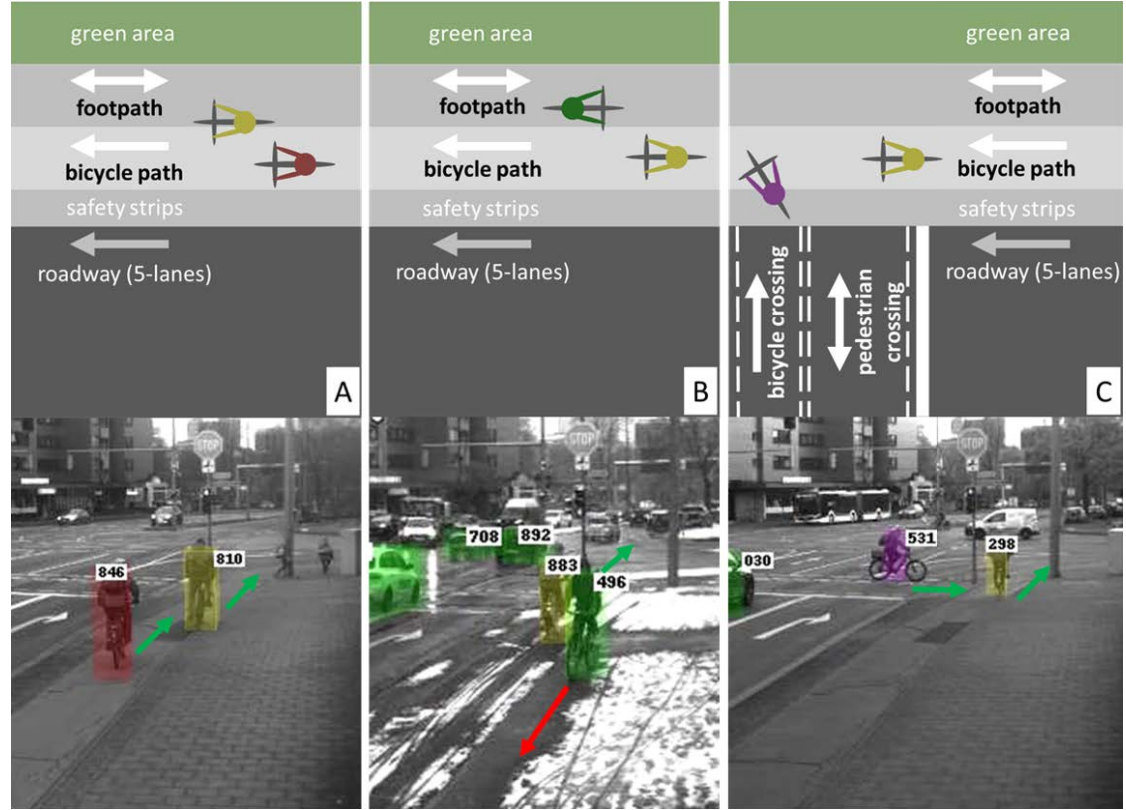 green area
footpath
bicycle path
safety strips
roadway (5-lanes)
A
green area
footpath
bicycle path
safety strips
roadway (5-lanes)
B
green area
footpath
bicycle path
safety strips
roadway (5-lanes)
bicycle crossing
pedestrian
crossing
C
STOP
846
810
STOP
708
892
883
496
STOP
531
298
030